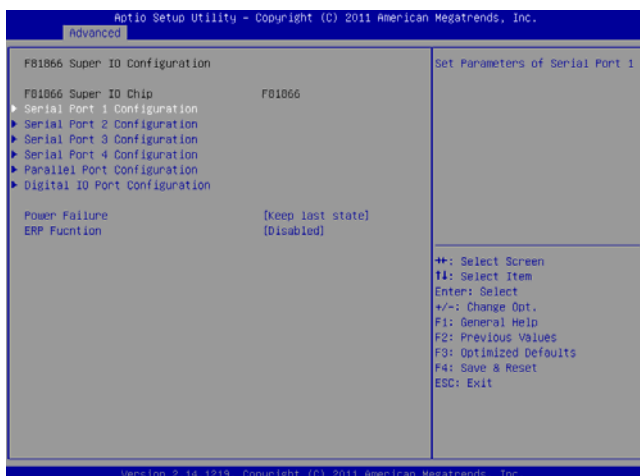 Aptio Setup Utility – Copyright (C) 2011 American Megatrends, Inc.
Advanced
F81866 Super IO Configuration
F81866 Super IO Chip F81866
Serial Port 1 Configuration
Serial Port 2 Configuration
Serial Port 3 Configuration
Serial Port 4 Configuration
Parallel Port Configuration
Digital IO Port Configuration
Power Failure [Keep last state]
ERP Fucntion [Disabled]
Set Parameters of Serial Port 1
→←: Select Screen
↑↓: Select Item
Enter: Select
+/-: Change Opt.
F1: General Help
F2: Previous Values
F3: Optimized Defaults
F4: Save & Reset
ESC: Exit
Version 2.14.1219. Copyright (C) 2011 American Megatrends, Inc.